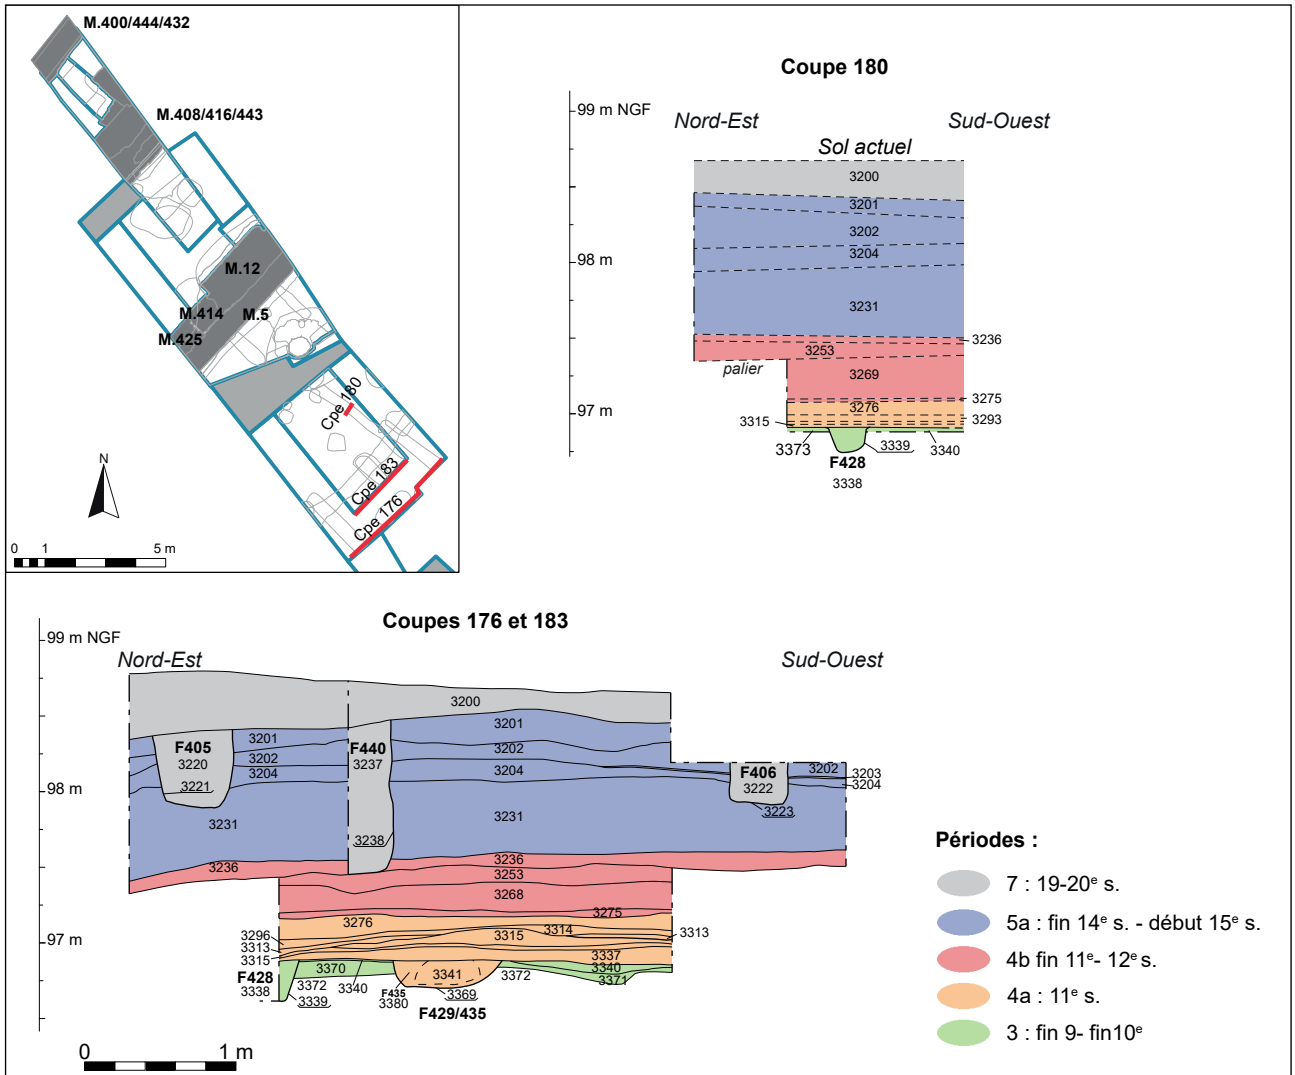 M.400/444/432
M.408/416/443
M.12
M.414
M.5
M.425
Cpe 180
Cpe 183
Cpe 176
N
0 1 5 m
Coupe 180
99 m NGF
Nord-Est
Sud-Ouest
Sol actuel
3200
3201
3202
98 m
3204
3231
3236
3253
palier
3269
3275
97 m
3276
3315
3293
3373
3339
3340
F428
3338
Coupes 176 et 183
99 m NGF
Nord-Est
Sud-Ouest
3200
3201
3201
F405
3220
3202
F440
3237
3202
3204
3204
F406
3222
3202
3203
3204
98 m
3221
3223
3231
3231
3238
3236
3236
3253
3268
3275
3276
3314
3296
3313
3315
3313
97 m
3315
3337
3370
3340
3341
3372
3340
3371
F428
3338
3372
3340
F435
3380
3369
3339
F429/435
0 1 m
Périodes :
7 : 19-20e s.
5a : fin 14e s. - début 15e s.
4b fin 11e- 12e s.
4a : 11e s.
3 : fin 9- fin10e